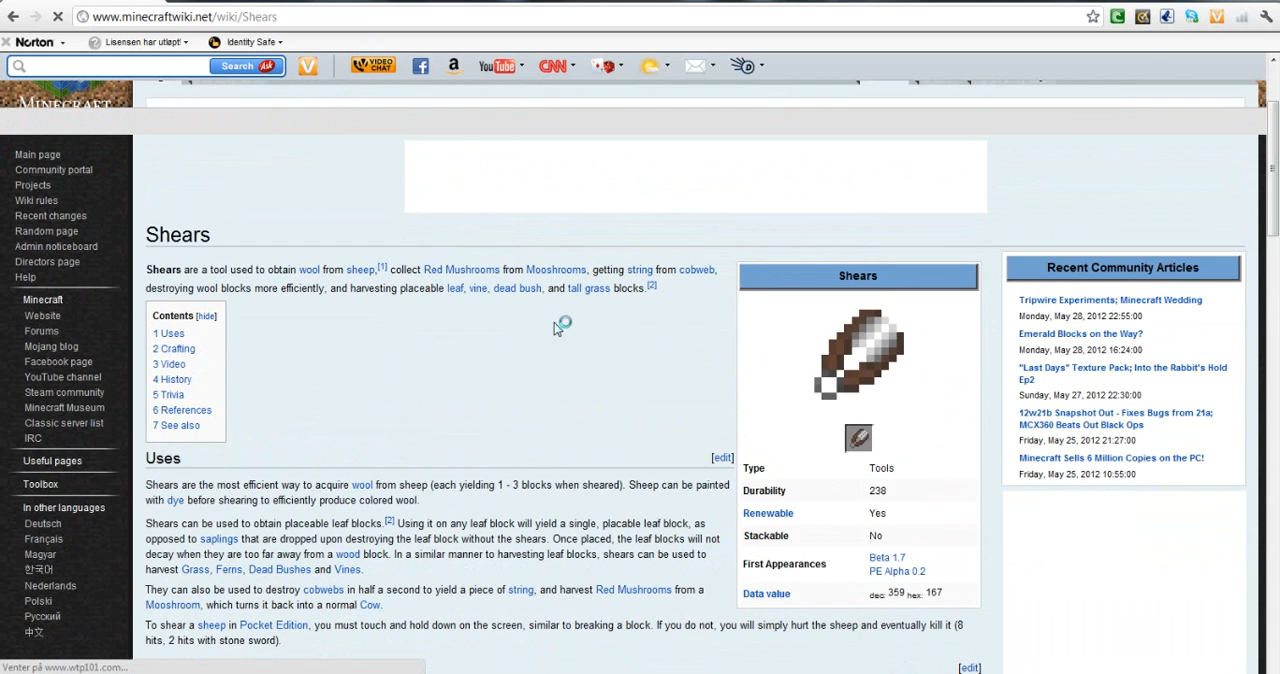 www.minecraftwiki.net/wiki/Shears
Norton
Lisensen har utløpt!
Identity Safe
Search Ask
VIDEO CHAT
YouTube
CNN
MINECRAFT
Main page
Community portal
Projects
Wiki rules
Recent changes
Random page
Admin noticeboard
Directors page
Help
Minecraft
Website
Forums
Mojang blog
Facebook page
YouTube channel
Steam community
Minecraft Museum
Classic server list
IRC
Useful pages
Toolbox
In other languages
Deutsch
Français
Magyar
한국어
Nederlands
Polski
Русский
中文
Shears
Shears are a tool used to obtain wool from sheep,[1] collect Red Mushrooms from Mooshrooms, getting string from cobweb,
destroying wool blocks more efficiently, and harvesting placeable leaf, vine, dead bush, and tall grass blocks.[2]
Contents [hide]
1 Uses
2 Crafting
3 Video
4 History
5 Trivia
6 References
7 See also
Uses
[edit]
Shears are the most efficient way to acquire wool from sheep (each yielding 1 - 3 blocks when sheared). Sheep can be painted
with dye before shearing to efficiently produce colored wool.
Shears can be used to obtain placeable leaf blocks.[2] Using it on any leaf block will yield a single, placable leaf block, as
opposed to saplings that are dropped upon destroying the leaf block without the shears. Once placed, the leaf blocks will not
decay when they are too far away from a wood block. In a similar manner to harvesting leaf blocks, shears can be used to
harvest Grass, Ferns, Dead Bushes and Vines.
They can also be used to destroy cobwebs in half a second to yield a piece of string, and harvest Red Mushrooms from a
Mooshroom, which turns it back into a normal Cow.
To shear a sheep in Pocket Edition, you must touch and hold down on the screen, similar to breaking a block. If you do not, you will simply hurt the sheep and eventually kill it (8
hits, 2 hits with stone sword).
[edit]
Shears
Type Tools
Durability 238
Renewable Yes
Stackable No
First Appearances Beta 1.7
PE Alpha 0.2
Data value dec: 359 hex: 167
Recent Community Articles
Tripwire Experiments; Minecraft Wedding
Monday, May 28, 2012 22:55:00
Emerald Blocks on the Way?
Monday, May 28, 2012 16:24:00
"Last Days" Texture Pack; Into the Rabbit's Hold
Ep2
Sunday, May 27, 2012 22:30:00
12w21b Snapshot Out - Fixes Bugs from 21a;
MCX360 Beats Out Black Ops
Friday, May 25, 2012 21:27:00
Minecraft Sells 6 Million Copies on the PC!
Friday, May 25, 2012 10:55:00
Venter på www.wtp101.com...